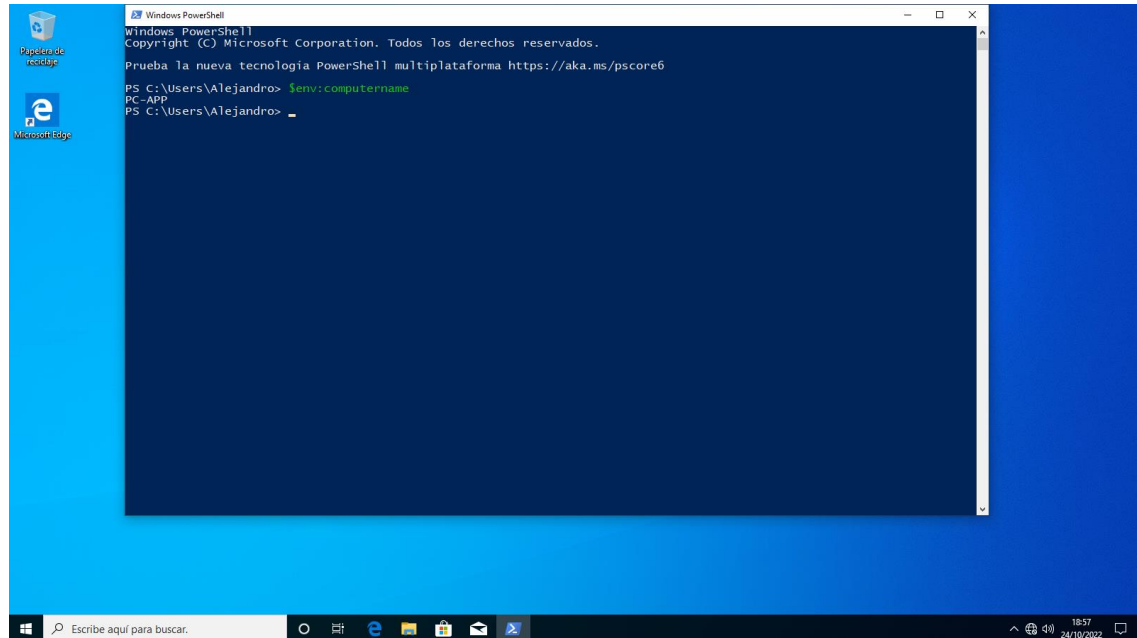 Papelera de
reciclaje
Microsoft Edge
Windows PowerShell
Windows PowerShell
Copyright (C) Microsoft Corporation. Todos los derechos reservados.
Prueba la nueva tecnología PowerShell multiplataforma https://aka.ms/pscore6
PS C:\Users\Alejandro> $env:computername
PC-APP
PS C:\Users\Alejandro>
Escribe aquí para buscar.
18:57
24/10/2022